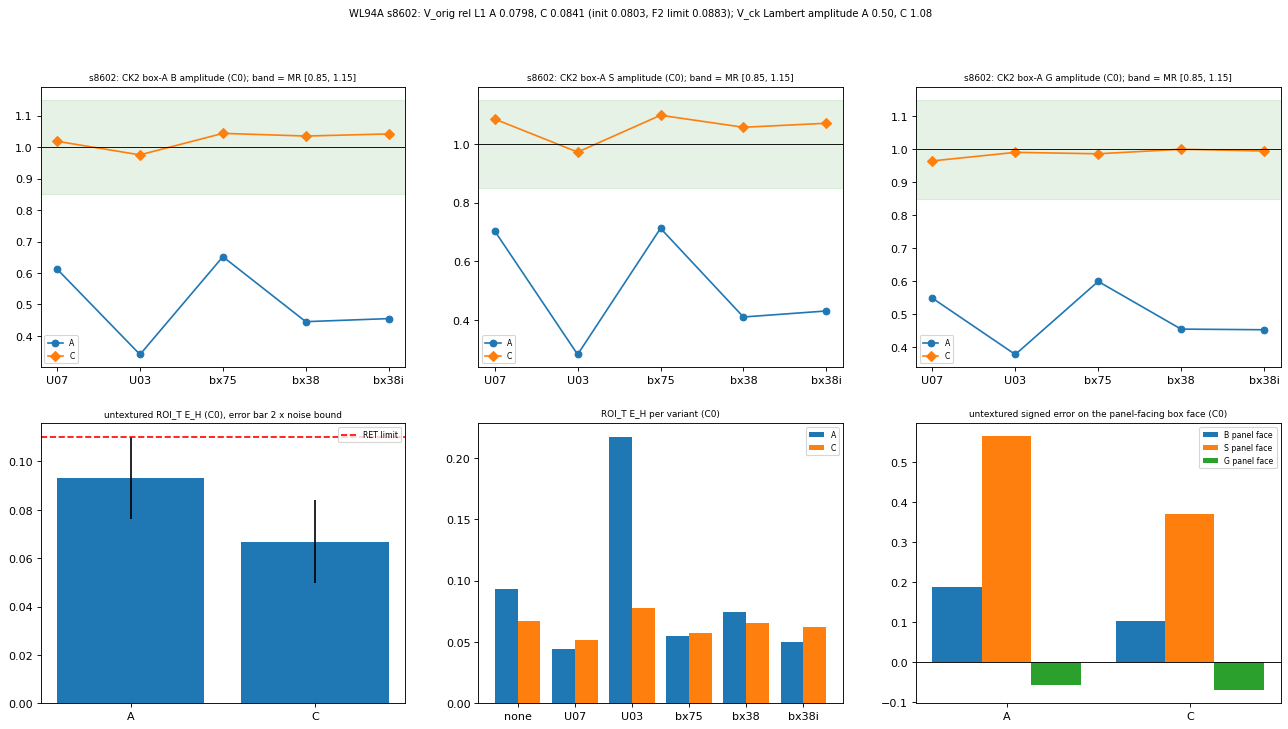 WL94A s8602: V_orig rel L1 A 0.0798, C 0.0841 (init 0.0803, F2 limit 0.0883); V_ck Lambert amplitude A 0.50, C 1.08
s8602: CK2 box-A B amplitude (C0); band = MR [0.85, 1.15]
1.1
1.0
0.9
0.8
0.7
0.6
0.5
0.4
A
C
U07 U03 bx75 bx38 bx38i
s8602: CK2 box-A S amplitude (C0); band = MR [0.85, 1.15]
1.0
0.8
0.6
0.4
A
C
U07 U03 bx75 bx38 bx38i
s8602: CK2 box-A G amplitude (C0); band = MR [0.85, 1.15]
1.1
1.0
0.9
0.8
0.7
0.6
0.5
0.4
A
C
U07 U03 bx75 bx38 bx38i
untextured ROI_T E_H (C0), error bar 2 x noise bound
RET limit
0.10
0.08
0.06
0.04
0.02
0.00
A C
ROI_T E_H per variant (C0)
A
C
0.20
0.15
0.10
0.05
0.00
none U07 U03 bx75 bx38 bx38i
untextured signed error on the panel-facing box face (C0)
B panel face
S panel face
G panel face
0.5
0.4
0.3
0.2
0.1
0.0
−0.1
A C